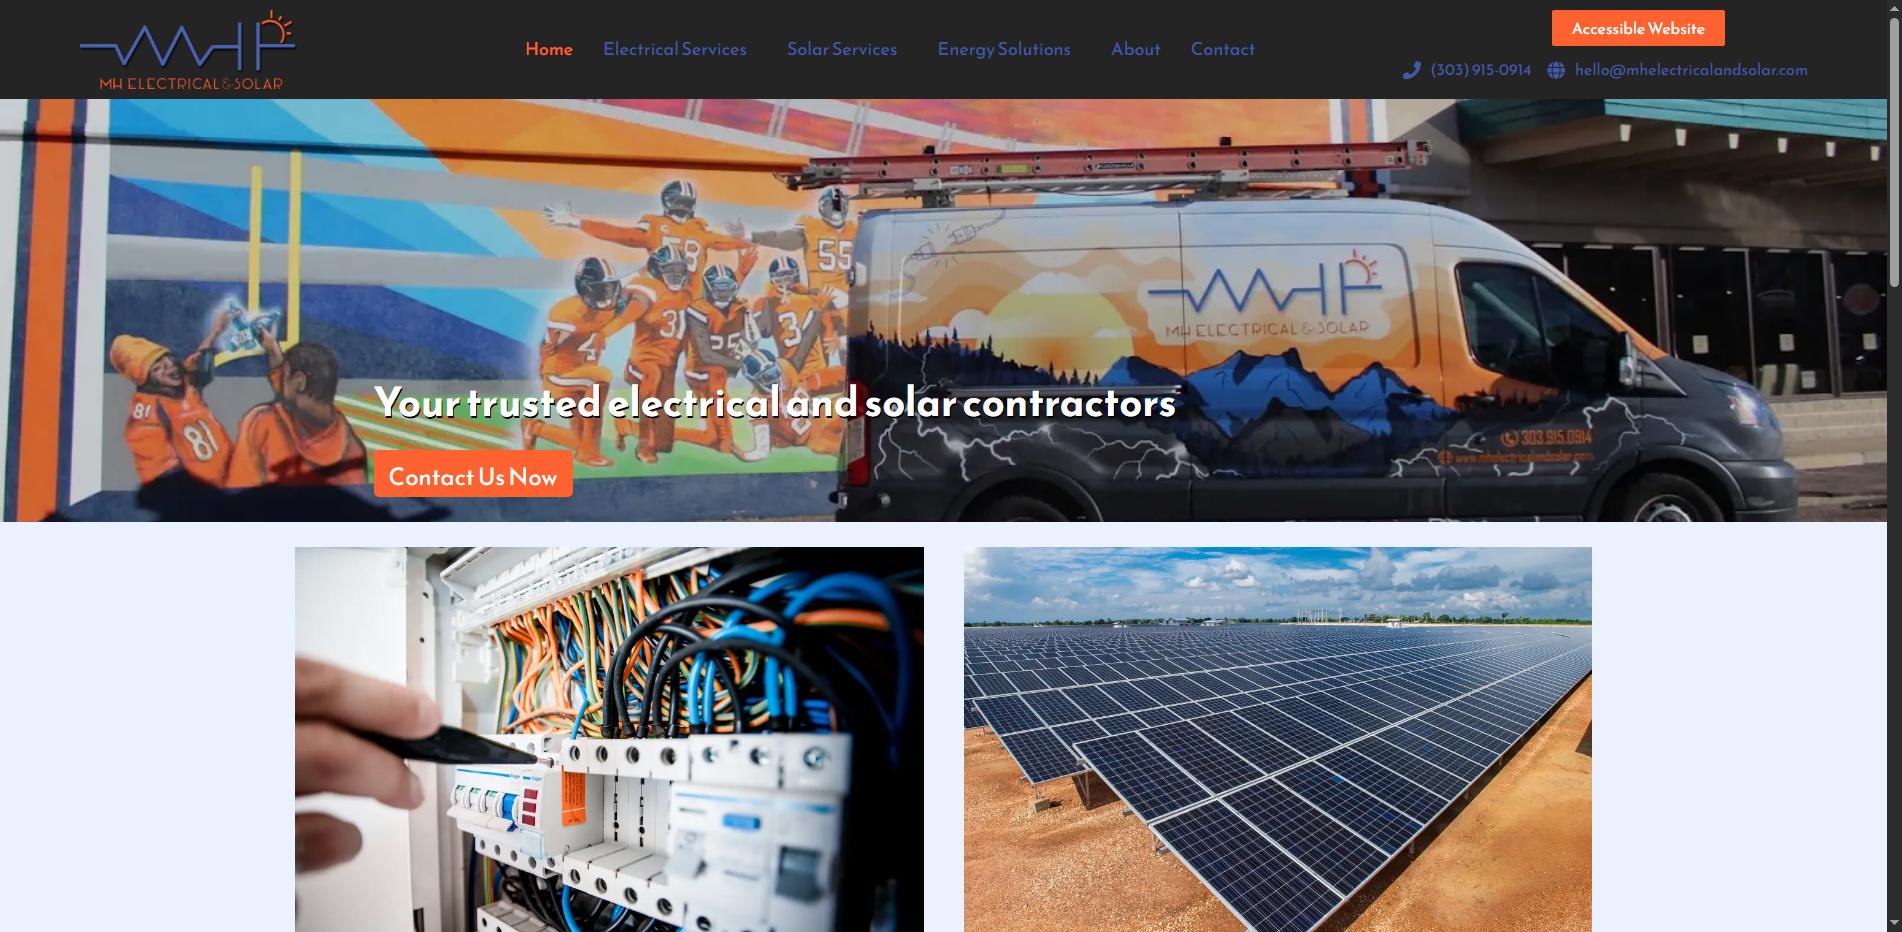 MH ELECTRICAL & SOLAR
Home
Electrical Services
Solar Services
Energy Solutions
About
Contact
Accessible Website
(303) 915-0914
hello@mhelectricalandsolar.com
58
55
4
31
25
3
81
81
MH ELECTRICAL & SOLAR
303.915.0914
www.mhelectricalandsolar.com
Your trusted electrical and solar contractors
Contact Us Now